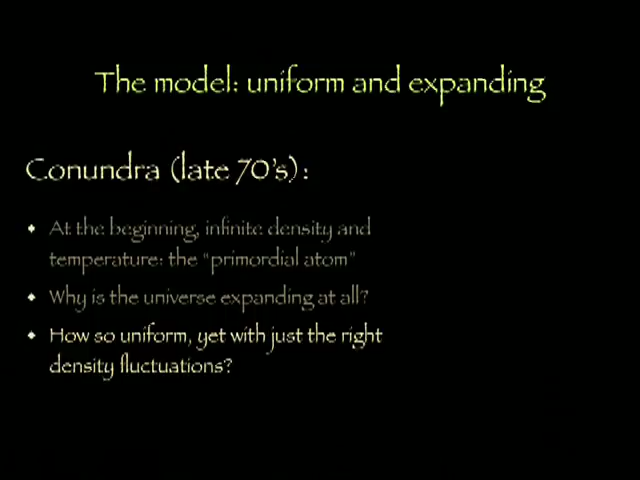 The model: uniform and expanding
Conundra (late 70's):
• At the beginning, infinite density and
temperature: the "primordial atom"
• Why is the universe expanding at all?
• How so uniform, yet with just the right
density fluctuations?